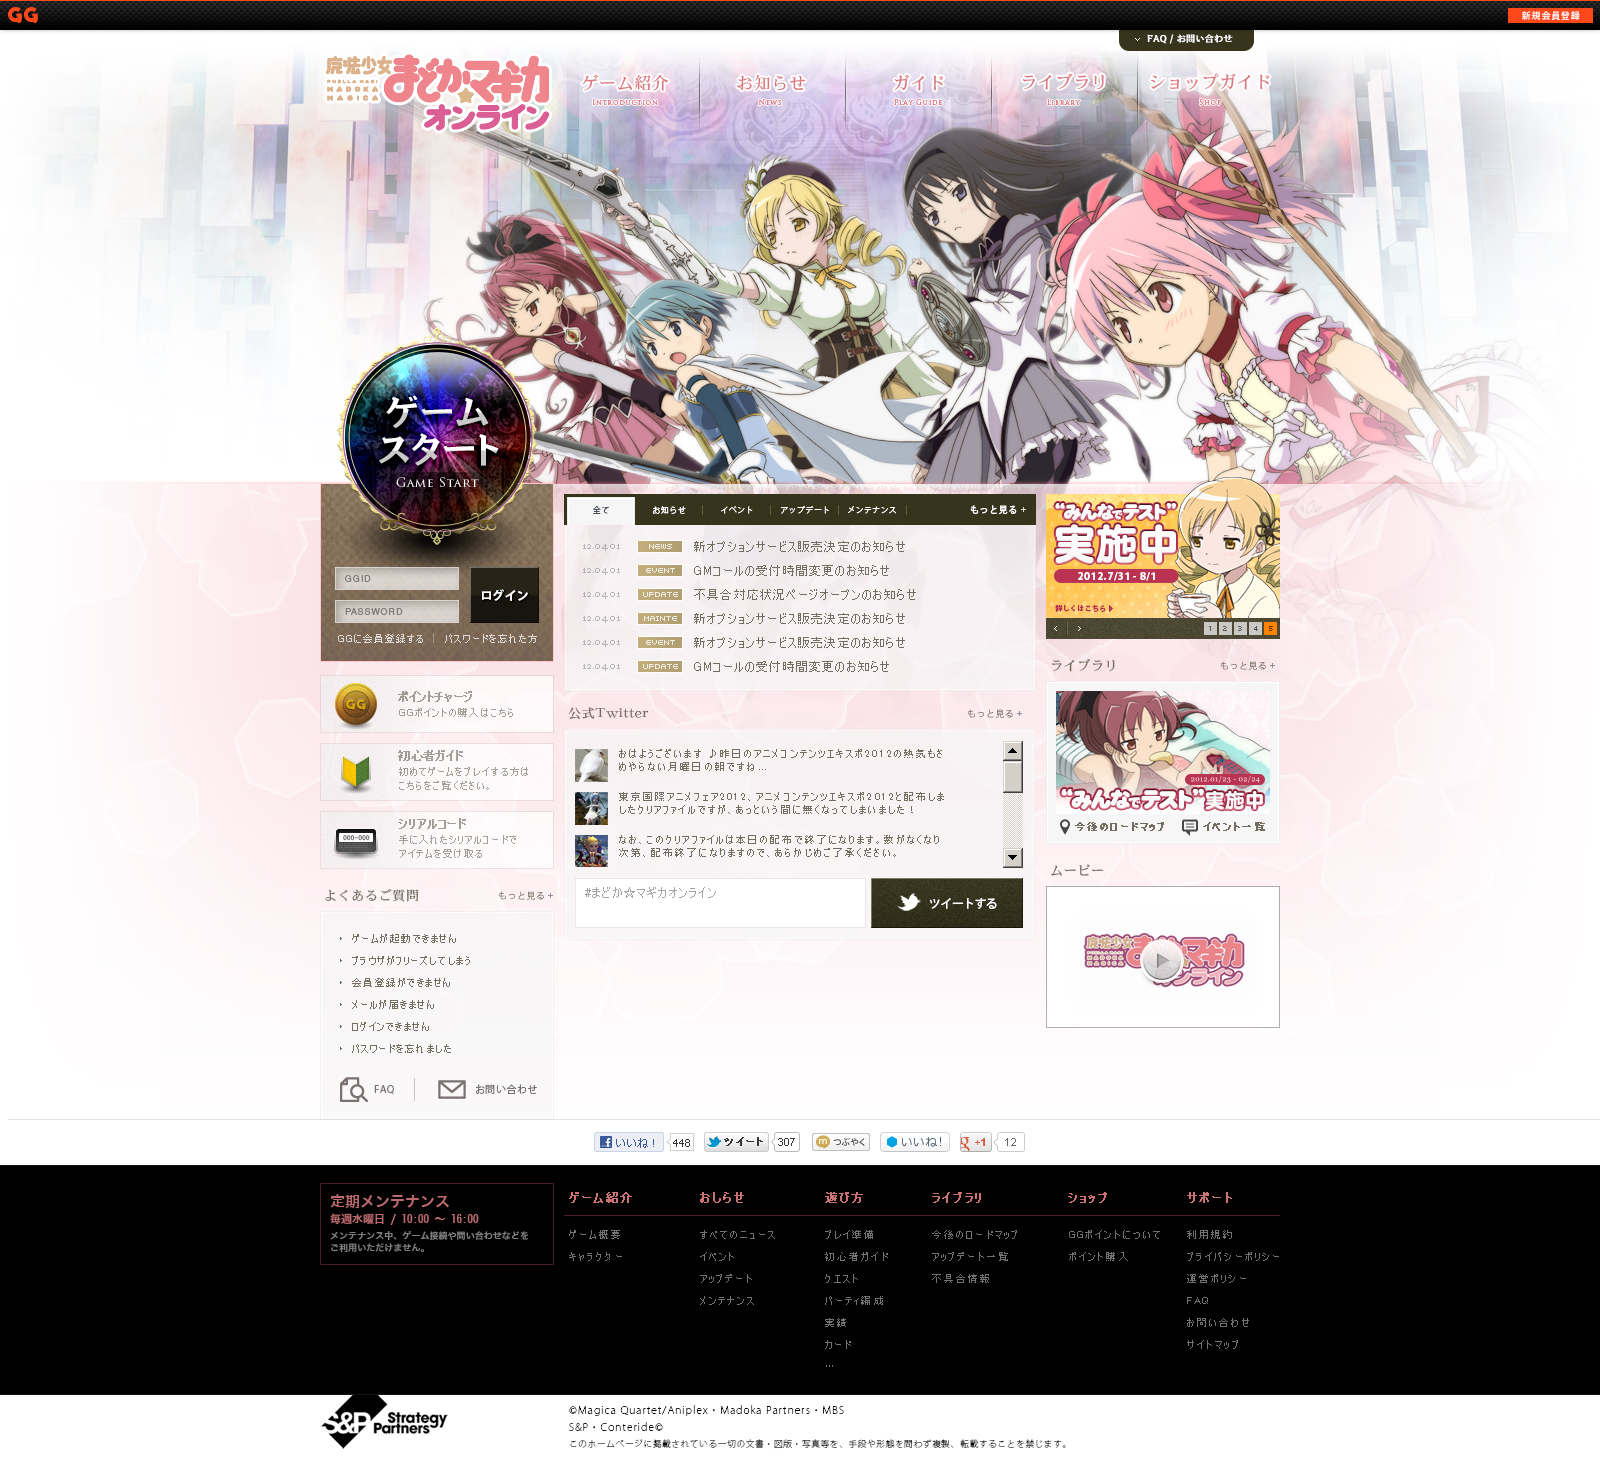 GG
新規会員登録
FAQ / お問い合わせ
魔法少女
PUELLA MAGI
MADOKA
MAGICA
まどか☆マギカ
オンライン
ゲーム紹介
INTRODUCTION
お知らせ
NEWS
ガイド
PLAY GUIDE
ライブラリ
LIBRARY
ショップガイド
SHOP
ゲーム
スタート
GAME START
GGID
PASSWORD
ログイン
GGに会員登録する
パスワードを忘れた方
全て
お知らせ
イベント
アップデート
メンテナンス
もっと見る +
12.04.01 NEWS 新オプションサービス販売決定のお知らせ
12.04.01 EVENT GMコールの受付時間変更のお知らせ
12.04.01 UPDATE 不具合対応状況ページオープンのお知らせ
12.04.01 MAINTE 新オプションサービス販売決定のお知らせ
12.04.01 EVENT 新オプションサービス販売決定のお知らせ
12.04.01 UPDATE GMコールの受付時間変更のお知らせ
“みんなでテスト”
実施中
2012.7/31 - 8/1
詳しくはこちら
1 2 3 4 5
ポイントチャージ
GGポイントの購入はこちら
初心者ガイド
初めてゲームをプレイする方は
こちらをご覧ください。
000-000
シリアルコード
手に入れたシリアルコードで
アイテムを受け取る
よくあるご質問
もっと見る +
ゲームが起動できません
ブラウザがフリーズしてしまう
会員登録ができません
メールが届きません
ログインできません
パスワードを忘れました
FAQ
お問い合わせ
公式Twitter
もっと見る +
おはようございます ♪昨日のアニメコンテンツエキスポ2012の熱気もさ
めやらない月曜日の朝ですね...
東京国際アニメフェア2012、アニメコンテンツエキスポ2012と配布しま
したクリアファイルですが、あっという間に無くなってしまいました！
なお、このクリアファイルは本日の配布で終了になります。数がなくなり
次第、配布終了になりますので、あらかじめご了承ください。
#まどか☆マギカオンライン
ツイートする
ライブラリ
もっと見る +
2012.01/23 - 02/24
“みんなでテスト”実施中
今後のロードマップ
イベント一覧
ムービー
魔法少女
MADOKA
MAGICA
まどか マギカ
オンライン
いいね！ 448
ツイート 307
つぶやく
いいね！
+1 12
定期メンテナンス
毎週水曜日 / 10:00 ～ 16:00
メンテナンス中、ゲーム接続や問い合わせなどを
ご利用いただけません。
ゲーム紹介
ゲーム概要
キャラクター
おしらせ
すべてのニュース
イベント
アップデート
メンテナンス
遊び方
プレイ準備
初心者ガイド
クエスト
パーティ編成
実績
カード
...
ライブラリ
今後のロードマップ
アップデート一覧
不具合情報
ショップ
GGポイントについて
ポイント購入
サポート
利用規約
プライバシーポリシー
運営ポリシー
FAQ
お問い合わせ
サイトマップ
S&P Strategy
Partners
©Magica Quartet/Aniplex・Madoka Partners・MBS
S&P・Conteride©
このホームページに掲載されている一切の文書・図版・写真等を、手段や形態を問わず複製、転載することを禁じます。